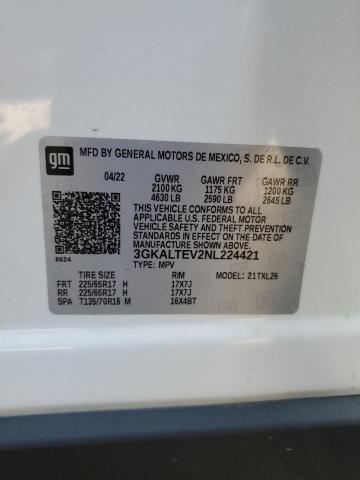 gm
MFD BY GENERAL MOTORS DE MEXICO, S. DE R.L. DE C.V.
04/22 GVWR GAWR FRT GAWR RR
2100 KG 1175 KG 1200 KG
4630 LB 2590 LB 2645 LB
THIS VEHICLE CONFORMS TO ALL
APPLICABLE U.S. FEDERAL MOTOR
VEHICLE SAFETY, BUMPER, AND
THEFT PREVENTION STANDARDS
IN EFFECT ON THE DATE OF
MANUFACTURE SHOWN ABOVE.
8624 3GKALTEV2NL224421
TYPE: MPV
TIRE SIZE RIM MODEL: 21TXL26
FRT 225/65R17 H 17X7J
RR 225/65R17 H 17X7J
SPA T135/70R16 M 16X4BT